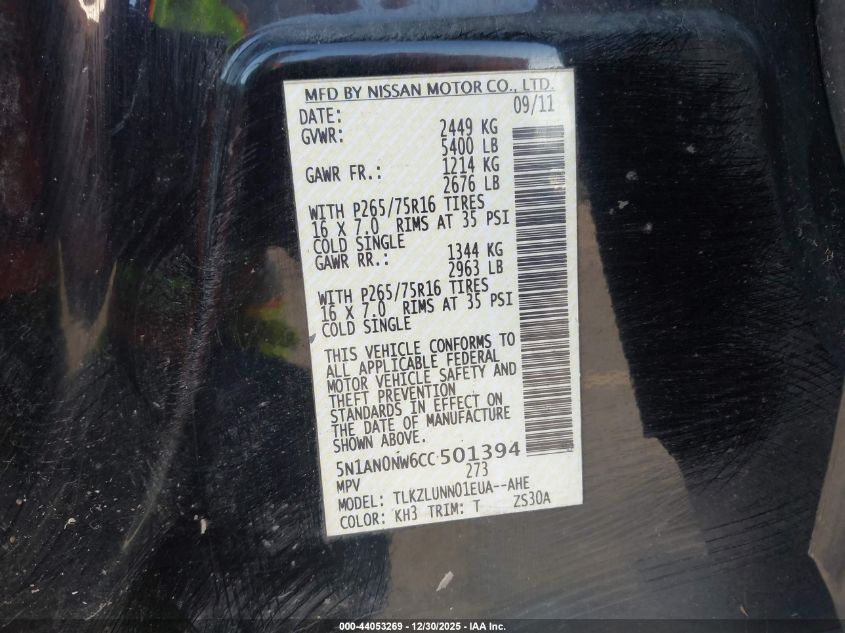 MFD BY NISSAN MOTOR CO., LTD.
DATE: 09/11
GVWR: 2449 KG
5400 LB
GAWR FR.: 1214 KG
2676 LB
WITH P265/75R16 TIRES
16 X 7.0 RIMS AT 35 PSI
COLD SINGLE
GAWR RR.: 1344 KG
2963 LB
WITH P265/75R16 TIRES
16 X 7.0 RIMS AT 35 PSI
COLD SINGLE
THIS VEHICLE CONFORMS TO
ALL APPLICABLE FEDERAL
MOTOR VEHICLE SAFETY AND
THEFT PREVENTION
STANDARDS IN EFFECT ON
THE DATE OF MANUFACTURE
SHOWN ABOVE.
5N1AN0NW6CC501394
MPV 273
MODEL: TLKZLUNN01EUA--AHE
COLOR: KH3 TRIM: T ZS30A
000-44053269 • 12/30/2025 • IAA Inc.